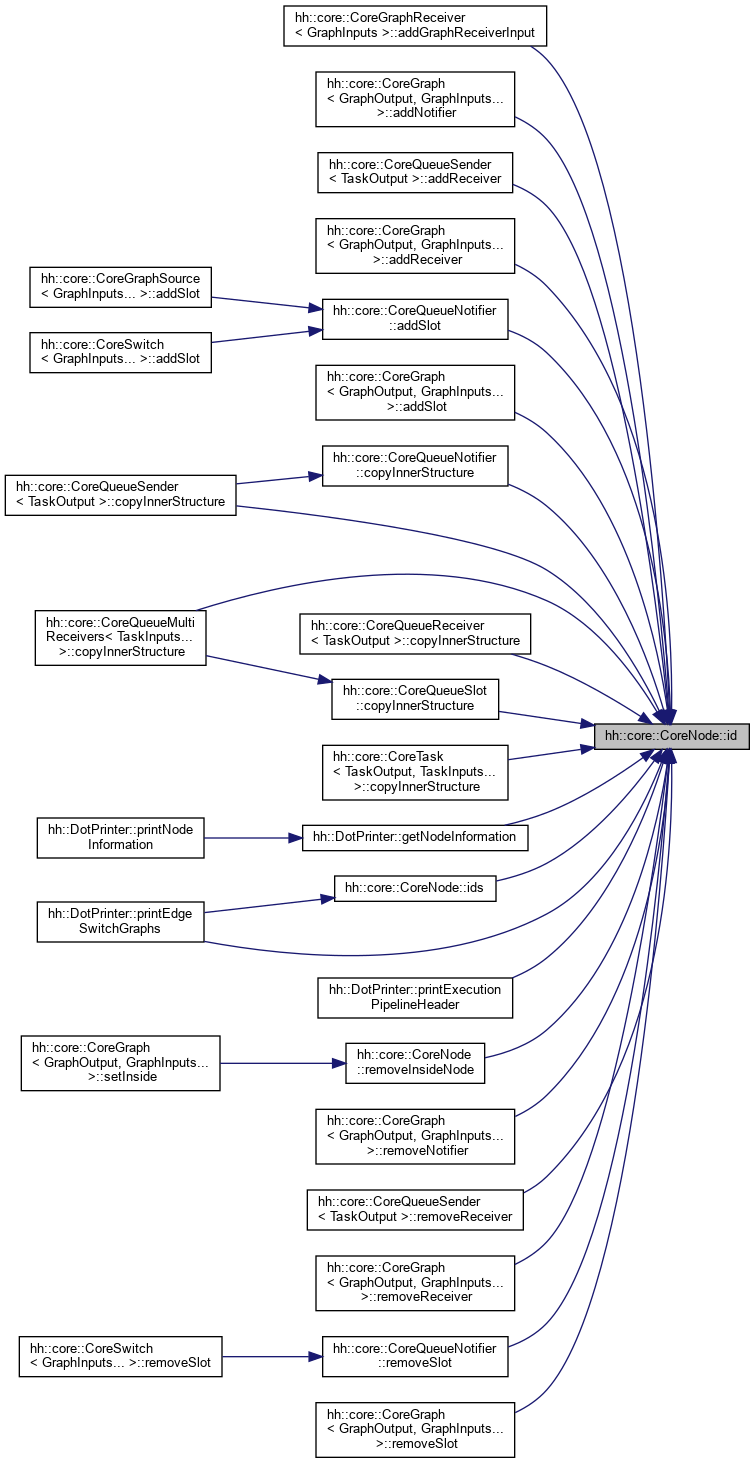 hh::core::CoreGraphReceiver
< GraphInputs >::addGraphReceiverInput
hh::core::CoreGraph
< GraphOutput, GraphInputs...
>::addNotifier
hh::core::CoreQueueSender
< TaskOutput >::addReceiver
hh::core::CoreGraph
< GraphOutput, GraphInputs...
>::addReceiver
hh::core::CoreGraphSource
< GraphInputs... >::addSlot
hh::core::CoreQueueNotifier
::addSlot
hh::core::CoreSwitch
< GraphInputs... >::addSlot
hh::core::CoreGraph
< GraphOutput, GraphInputs...
>::addSlot
hh::core::CoreQueueNotifier
::copyInnerStructure
hh::core::CoreQueueSender
< TaskOutput >::copyInnerStructure
hh::core::CoreQueueMulti
Receivers< TaskInputs...
>::copyInnerStructure
hh::core::CoreQueueReceiver
< TaskOutput >::copyInnerStructure
hh::core::CoreQueueSlot
::copyInnerStructure
hh::core::CoreNode::id
hh::core::CoreTask
< TaskOutput, TaskInputs...
>::copyInnerStructure
hh::DotPrinter::printNode
Information
hh::DotPrinter::getNodeInformation
hh::core::CoreNode::ids
hh::DotPrinter::printEdge
SwitchGraphs
hh::DotPrinter::printExecution
PipelineHeader
hh::core::CoreGraph
< GraphOutput, GraphInputs...
>::setInside
hh::core::CoreNode
::removeInsideNode
hh::core::CoreGraph
< GraphOutput, GraphInputs...
>::removeNotifier
hh::core::CoreQueueSender
< TaskOutput >::removeReceiver
hh::core::CoreGraph
< GraphOutput, GraphInputs...
>::removeReceiver
hh::core::CoreSwitch
< GraphInputs... >::removeSlot
hh::core::CoreQueueNotifier
::removeSlot
hh::core::CoreGraph
< GraphOutput, GraphInputs...
>::removeSlot